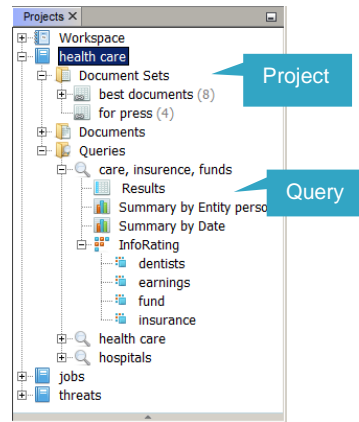 Projects X
Workspace
health care
Document Sets
Project
best documents (8)
for press (4)
Documents
Queries
care, insurence, funds
Results
Query
Summary by Entity perso
Summary by Date
InfoRating
dentists
earnings
fund
insurance
health care
hospitals
jobs
threats